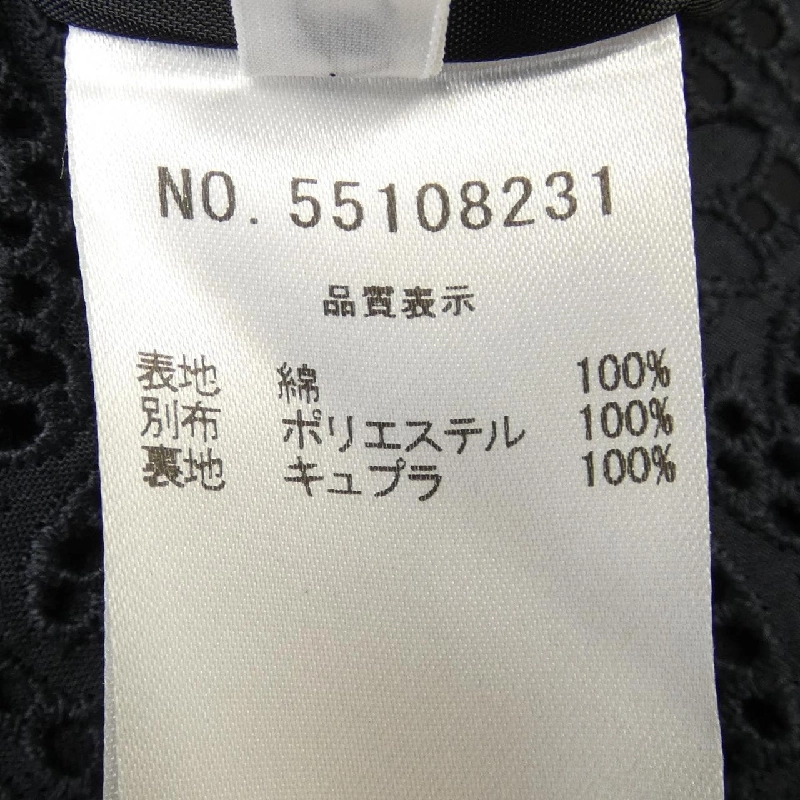 NO. 55108231
品質表示
表地 綿 100%
別布 ポリエステル 100%
裏地 キュプラ 100%